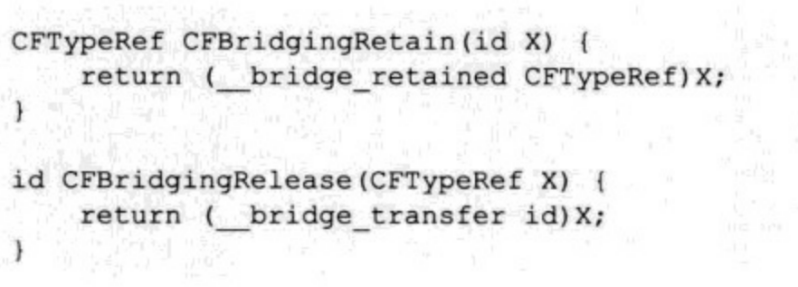 CFTypeRef CFBridgingRetain(id X) {
    return (__bridge_retained CFTypeRef)X;
}

id CFBridgingRelease(CFTypeRef X) {
    return (__bridge_transfer id)X;
}